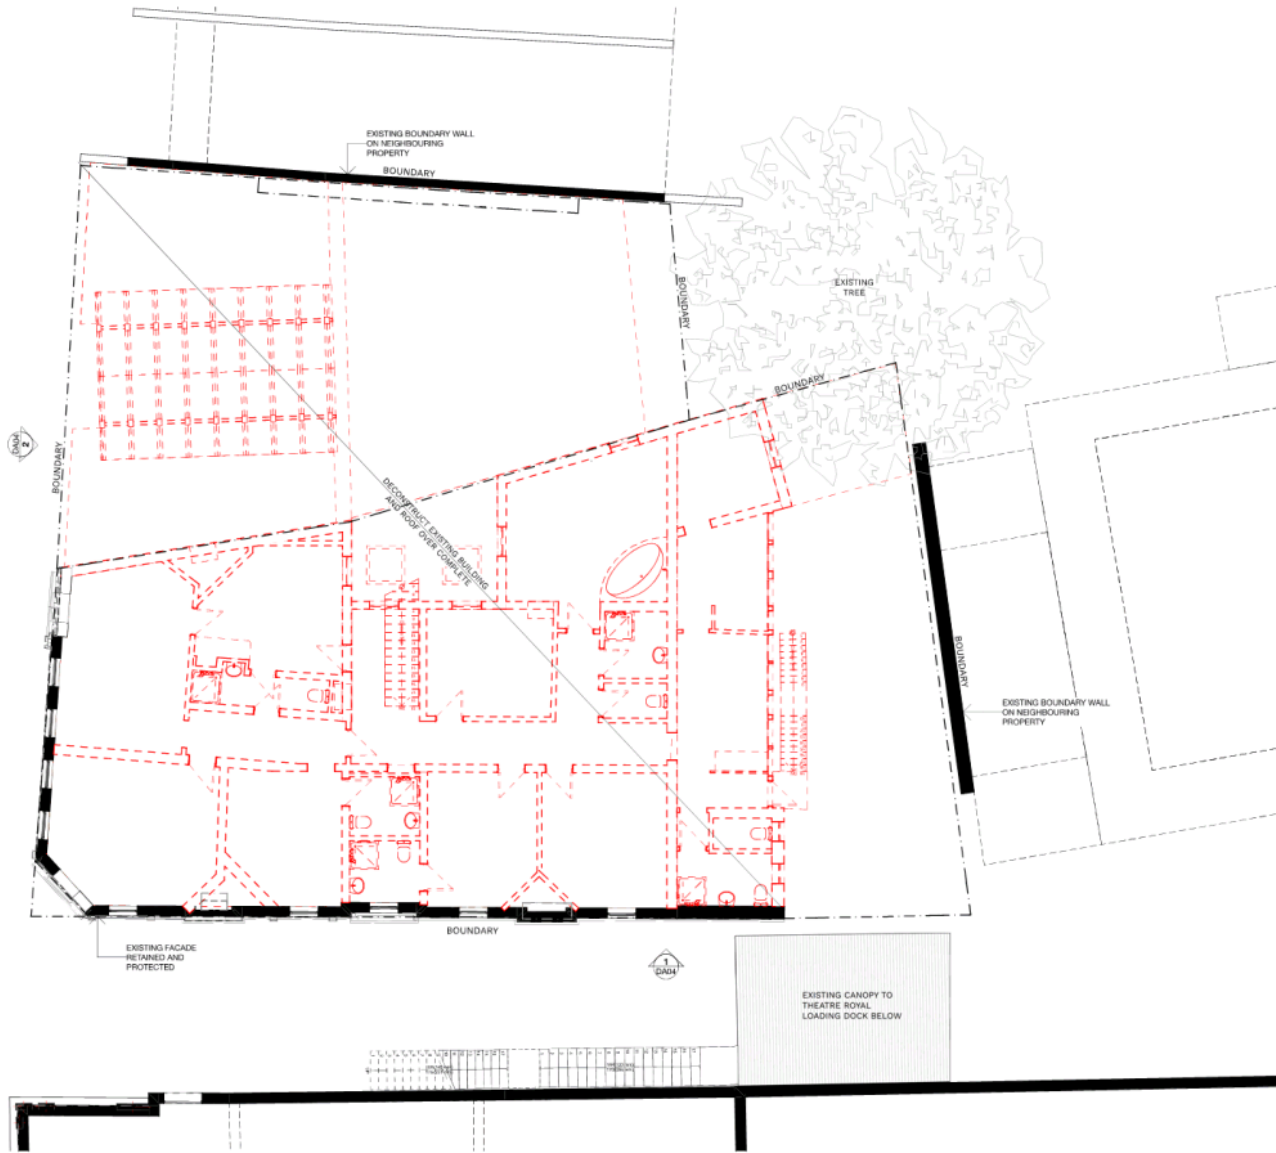 EXISTING BOUNDARY WALL
ON NEIGHBOURING
PROPERTY
BOUNDARY
EXISTING
TREE
BOUNDARY
BOUNDARY
DA04
2
BOUNDARY
DECONSTRUCT EXISTING BUILDING
AND ROOF OVER COMPLETE
BOUNDARY
EXISTING BOUNDARY WALL
ON NEIGHBOURING
PROPERTY
BOUNDARY
EXISTING FACADE
RETAINED AND
PROTECTED
1
DA04
EXISTING CANOPY TO
THEATRE ROYAL
LOADING DOCK BELOW